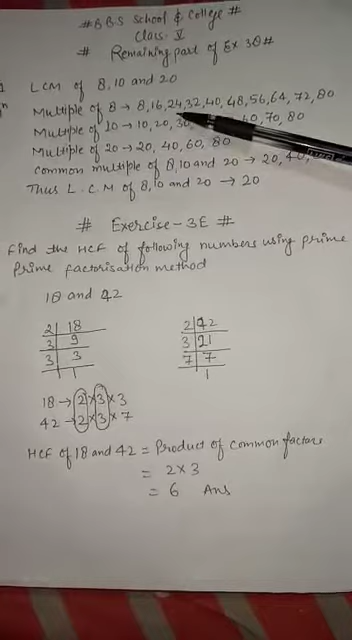 #BBS School & College #
Class-V
# Remaining part of Ex 3D#
LCM of 8,10 and 20
Multiple of 8 → 8,16,24,32,40,48,56,64,72,80
Multiple of 10 → 10,20,30, 60,70,80
Multiple of 20 → 20, 40, 60, 80
common multiple of 8,10 and 20 → 20, 40,
Thus L.C.M of 8,10 and 20 → 20
# Exercise-3E #
Find the HCF of following numbers using prime
Prime factorisation method
18 and 42
2 18 2 42
3 9 3 21
3 3 7 7
1 1
18 → 2×3×3
42 → 2×3×7
HCF of 18 and 42 = Product of common factors
= 2×3
= 6 Ans